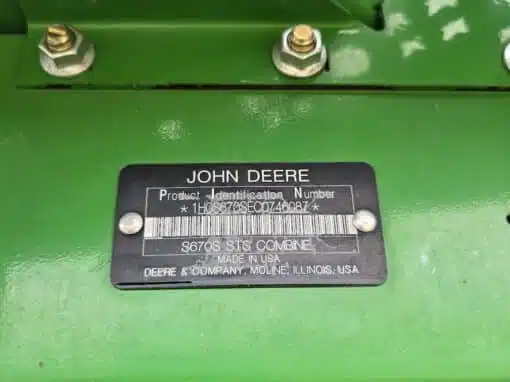 JOHN DEERE
Product Identification Number
*1H0S670SEC0746087*
S670S STS COMBINE
MADE IN USA
DEERE & COMPANY, MOLINE, ILLINOIS, USA